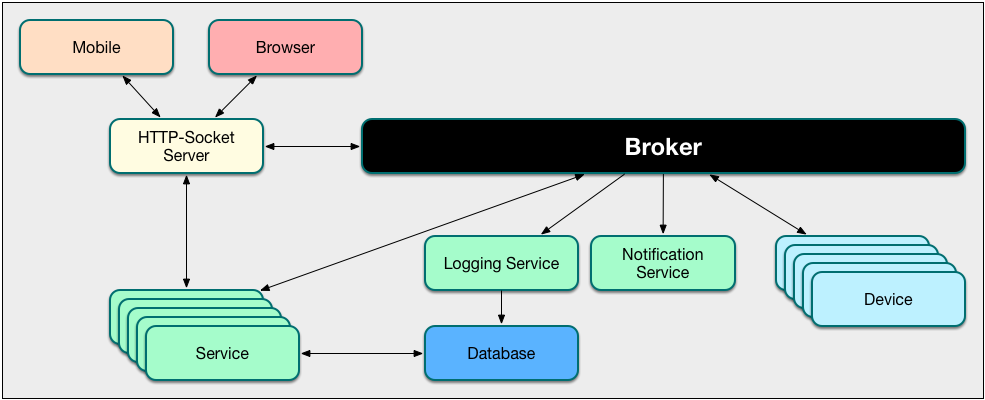 Mobile
Browser
HTTP-Socket
Server
Broker
Logging Service
Notification
Service
Device
Service
Database